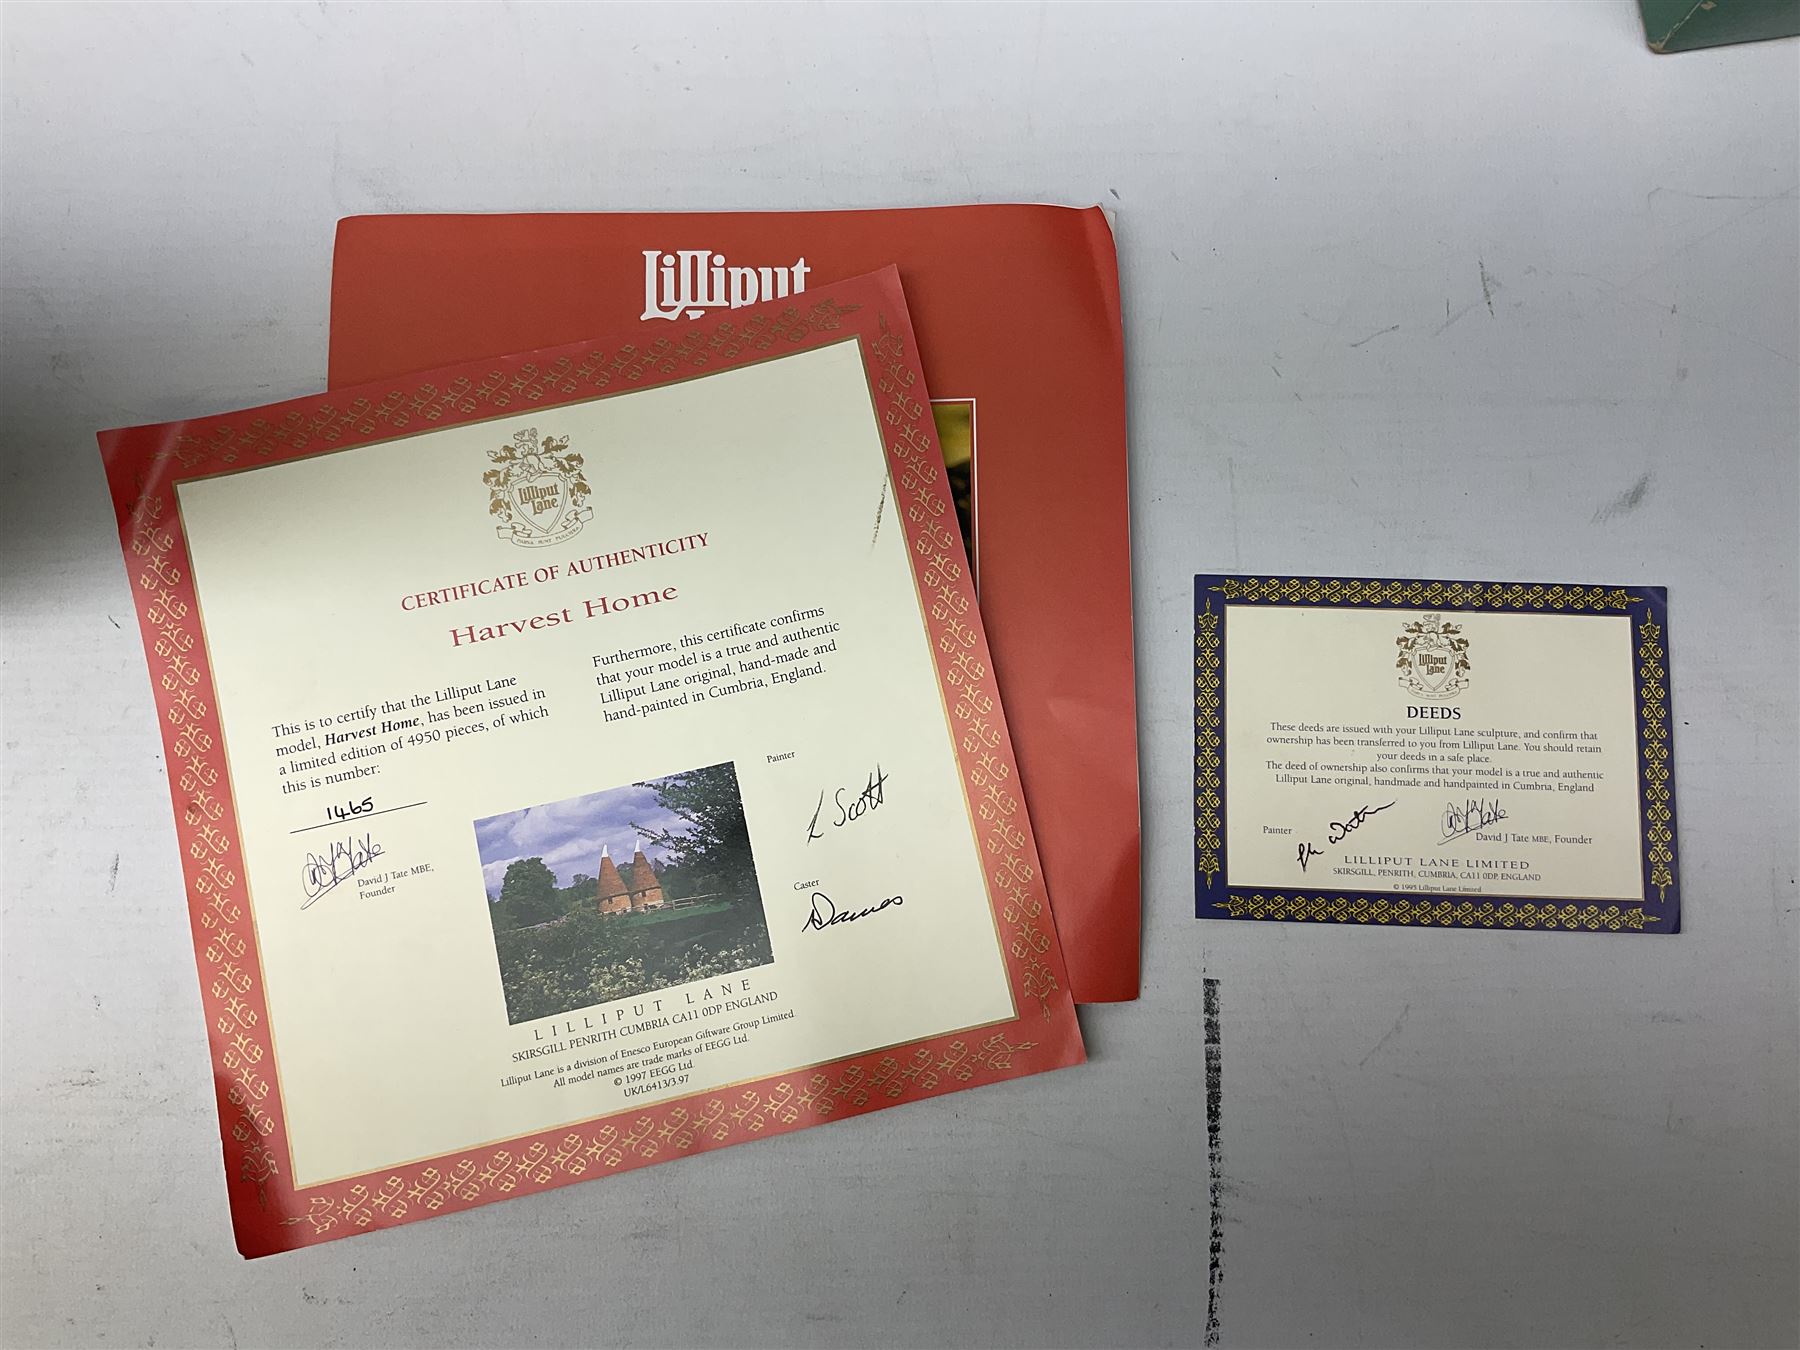 Lilliput
Lilliput
Lane
PARVA SUNT PULCHRA
CERTIFICATE OF AUTHENTICITY
Harvest Home
This is to certify that the Lilliput Lane
model, Harvest Home, has been issued in
a limited edition of 4950 pieces, of which
this is number:
1465
David J Tate MBE,
Founder
Furthermore, this certificate confirms
that your model is a true and authentic
Lilliput Lane original, hand-made and
hand-painted in Cumbria, England.
Painter
L Scott
Caster
LILLIPUT LANE
SKIRSGILL PENRITH CUMBRIA CA11 0DP ENGLAND
Lilliput Lane is a division of Enesco European Giftware Group Limited.
All model names are trade marks of EEGG Ltd.
© 1997 EEGG Ltd.
UK/L6413/3.97
Lilliput
Lane
DEEDS
These deeds are issued with your Lilliput Lane sculpture, and confirm that
ownership has been transferred to you from Lilliput Lane. You should retain
your deeds in a safe place.
The deed of ownership also confirms that your model is a true and authentic
Lilliput Lane original, handmade and handpainted in Cumbria, England
Painter
David J Tate MBE, Founder
LILLIPUT LANE LIMITED
SKIRSGILL, PENRITH, CUMBRIA, CA11 0DP, ENGLAND
© 1995 Lilliput Lane Limited